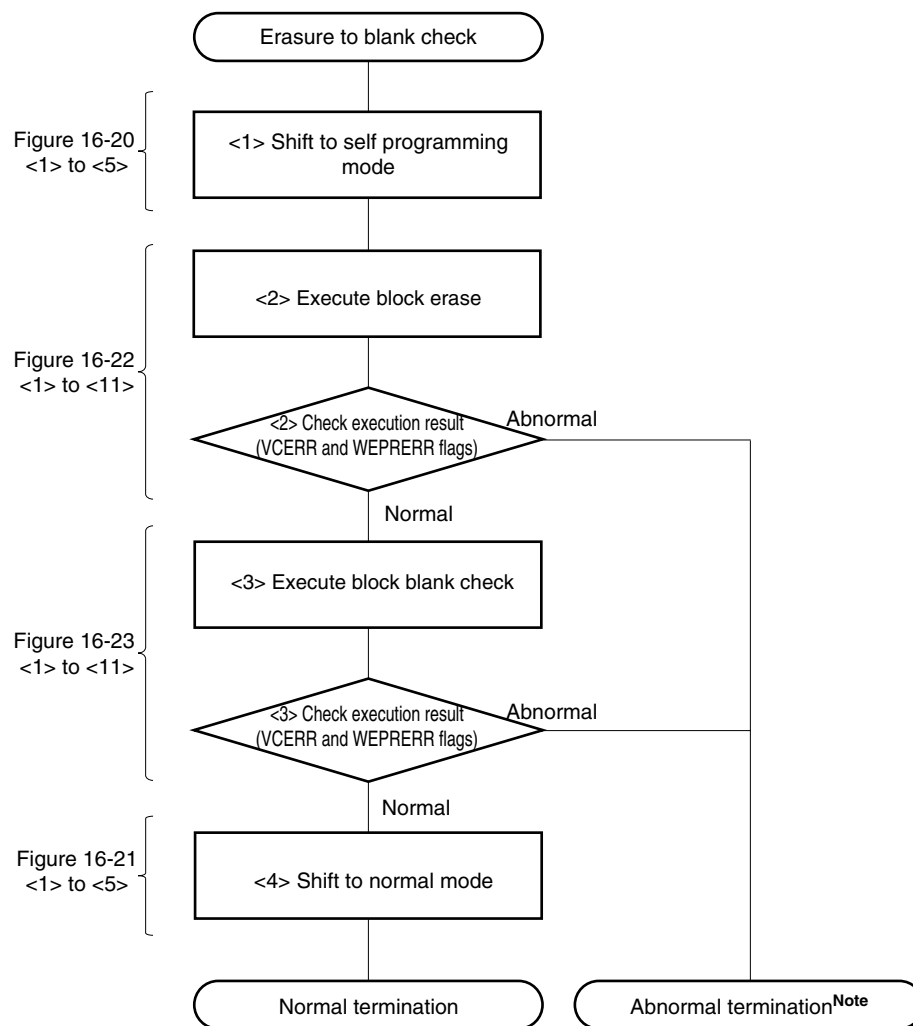 Erasure to blank check
Figure 16-20
<1> to <5>
<1> Shift to self programming
mode
Figure 16-22
<1> to <11>
<2> Execute block erase
<2> Check execution result
(VCERR and WEPRERR flags)
Abnormal
Normal
Figure 16-23
<1> to <11>
<3> Execute block blank check
<3> Check execution result
(VCERR and WEPRERR flags)
Abnormal
Normal
Figure 16-21
<1> to <5>
<4> Shift to normal mode
Normal termination
Abnormal termination Note